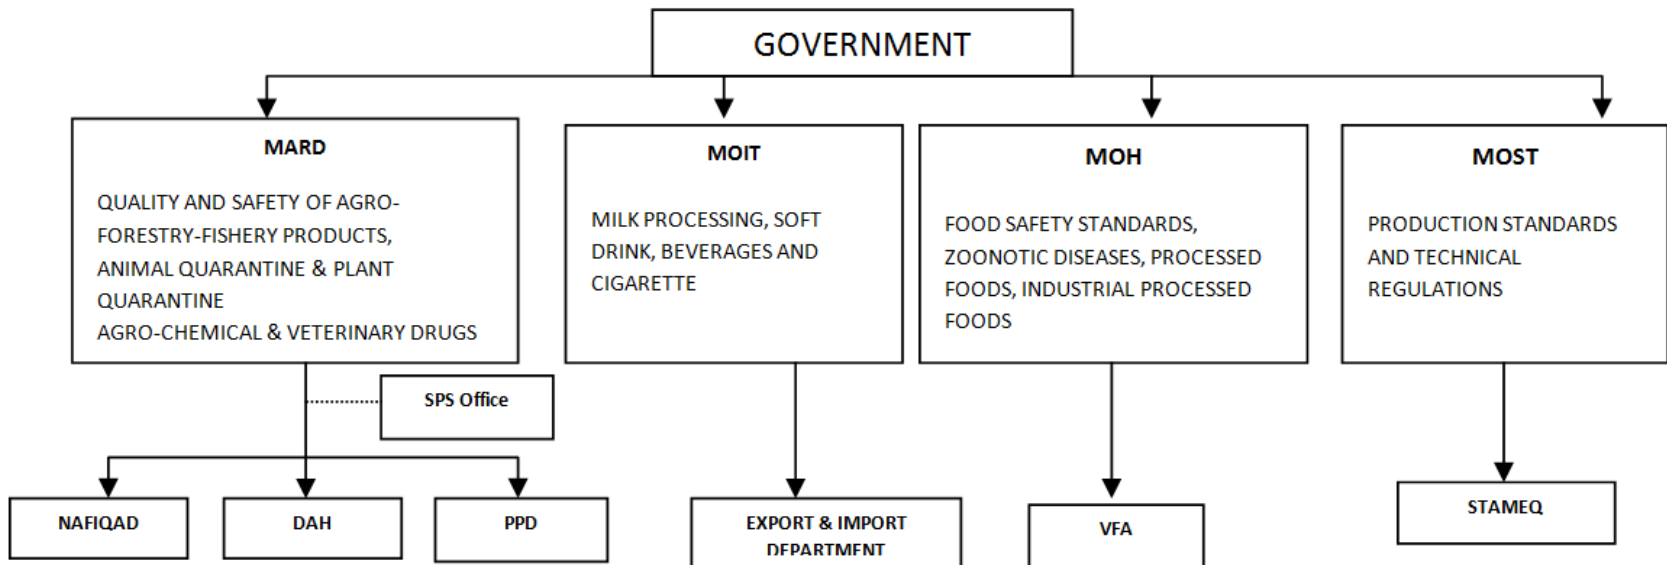 GOVERNMENT
MARD
QUALITY AND SAFETY OF AGRO-
FORESTRY-FISHERY PRODUCTS,
ANIMAL QUARANTINE & PLANT
QUARANTINE
AGRO-CHEMICAL & VETERINARY DRUGS
MOIT
MILK PROCESSING, SOFT
DRINK, BEVERAGES AND
CIGARETTE
MOH
FOOD SAFETY STANDARDS,
ZOONOTIC DISEASES, PROCESSED
FOODS, INDUSTRIAL PROCESSED
FOODS
MOST
PRODUCTION STANDARDS
AND TECHNICAL
REGULATIONS
SPS Office
NAFIQAD
DAH
PPD
EXPORT & IMPORT
DEPARTMENT
VFA
STAMEQ